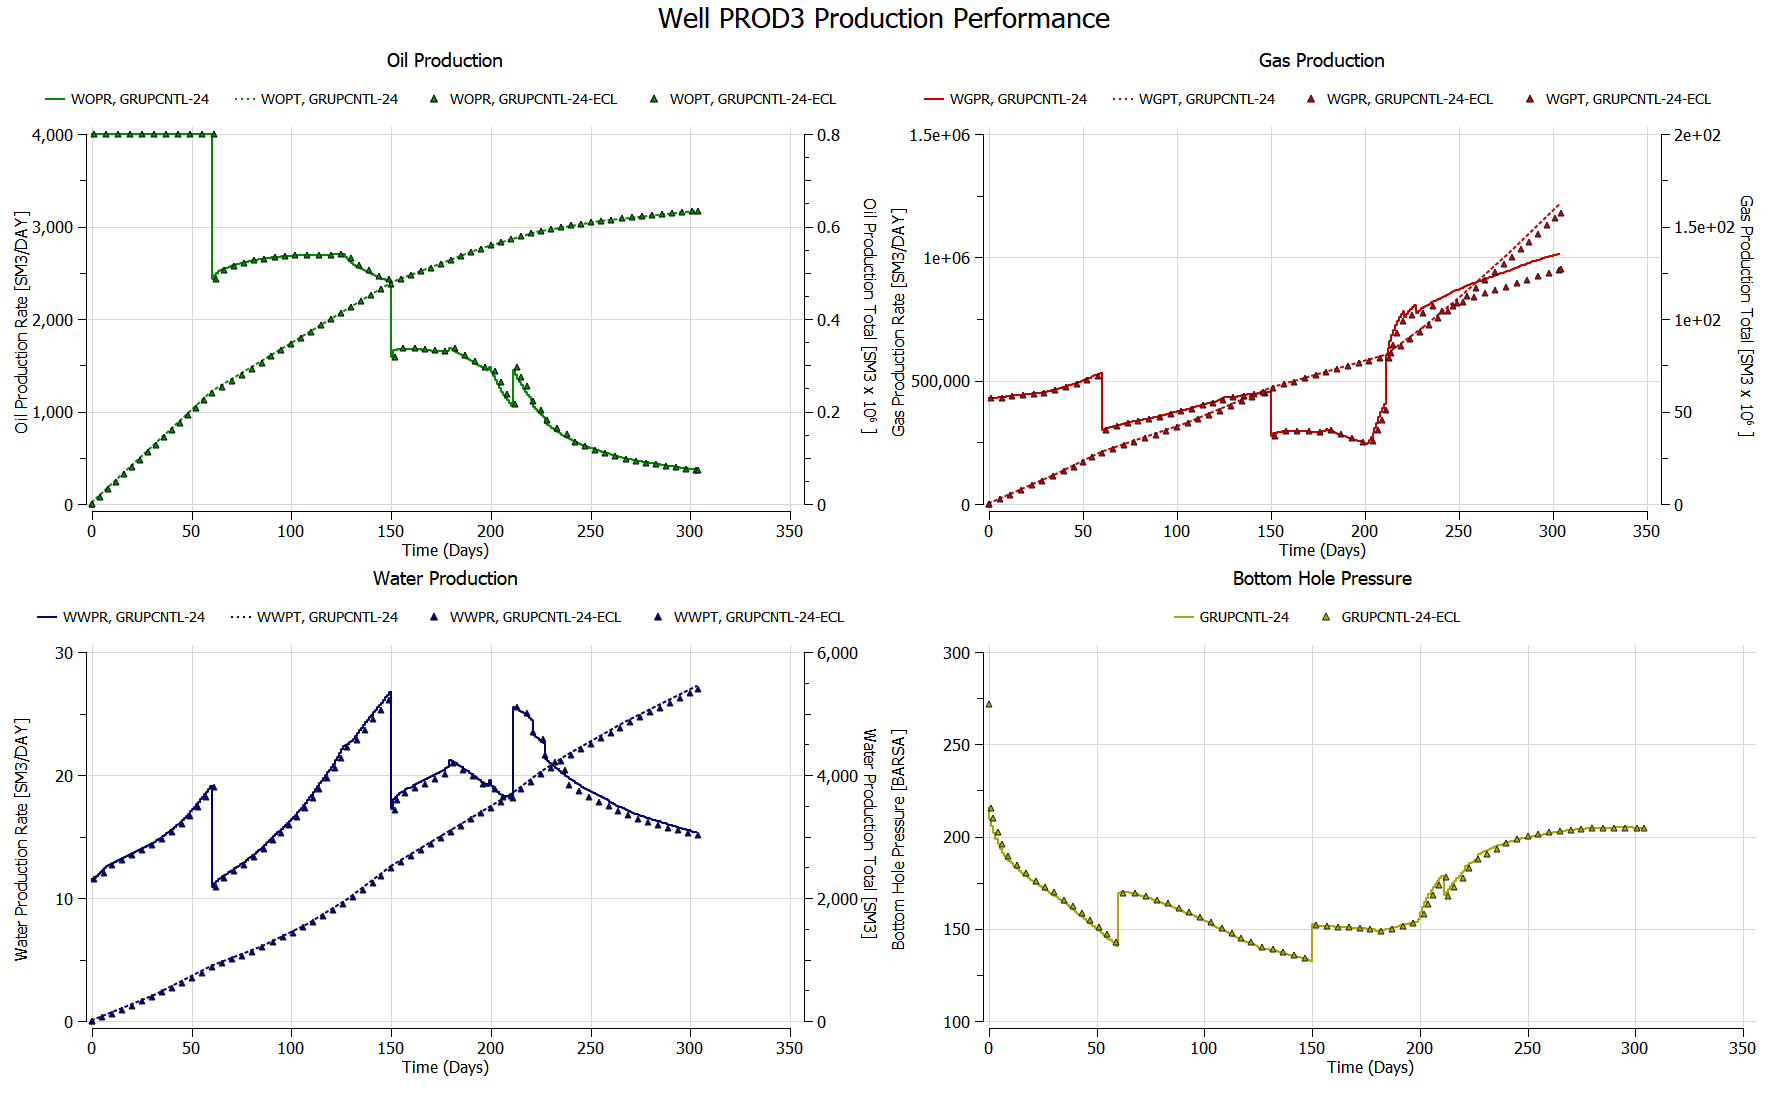 Well PROD3 Production Performance
Oil Production
WOPR, GRUPCNTL-24 WOPT, GRUPCNTL-24 WOPR, GRUPCNTL-24-ECL WOPT, GRUPCNTL-24-ECL
4,000
3,000
2,000
1,000
0
Oil Production Rate [SM3/DAY]
0.8
0.6
0.4
0.2
0
Oil Production Total [SM3 x 10⁶ ]
0 50 100 150 200 250 300 350
Time (Days)
Gas Production
WGPR, GRUPCNTL-24 WGPT, GRUPCNTL-24 WGPR, GRUPCNTL-24-ECL WGPT, GRUPCNTL-24-ECL
1.5e+06
1e+06
500,000
0
Gas Production Rate [SM3/DAY]
2e+02
1.5e+02
1e+02
50
0
Gas Production Total [SM3 x 10⁶ ]
0 50 100 150 200 250 300 350
Time (Days)
Water Production
WWPR, GRUPCNTL-24 WWPT, GRUPCNTL-24 WWPR, GRUPCNTL-24-ECL WWPT, GRUPCNTL-24-ECL
30
20
10
0
Water Production Rate [SM3/DAY]
6,000
4,000
2,000
0
Water Production Total [SM3]
0 50 100 150 200 250 300 350
Time (Days)
Bottom Hole Pressure
GRUPCNTL-24 GRUPCNTL-24-ECL
300
250
200
150
100
Bottom Hole Pressure [BARSA]
0 50 100 150 200 250 300 350
Time (Days)